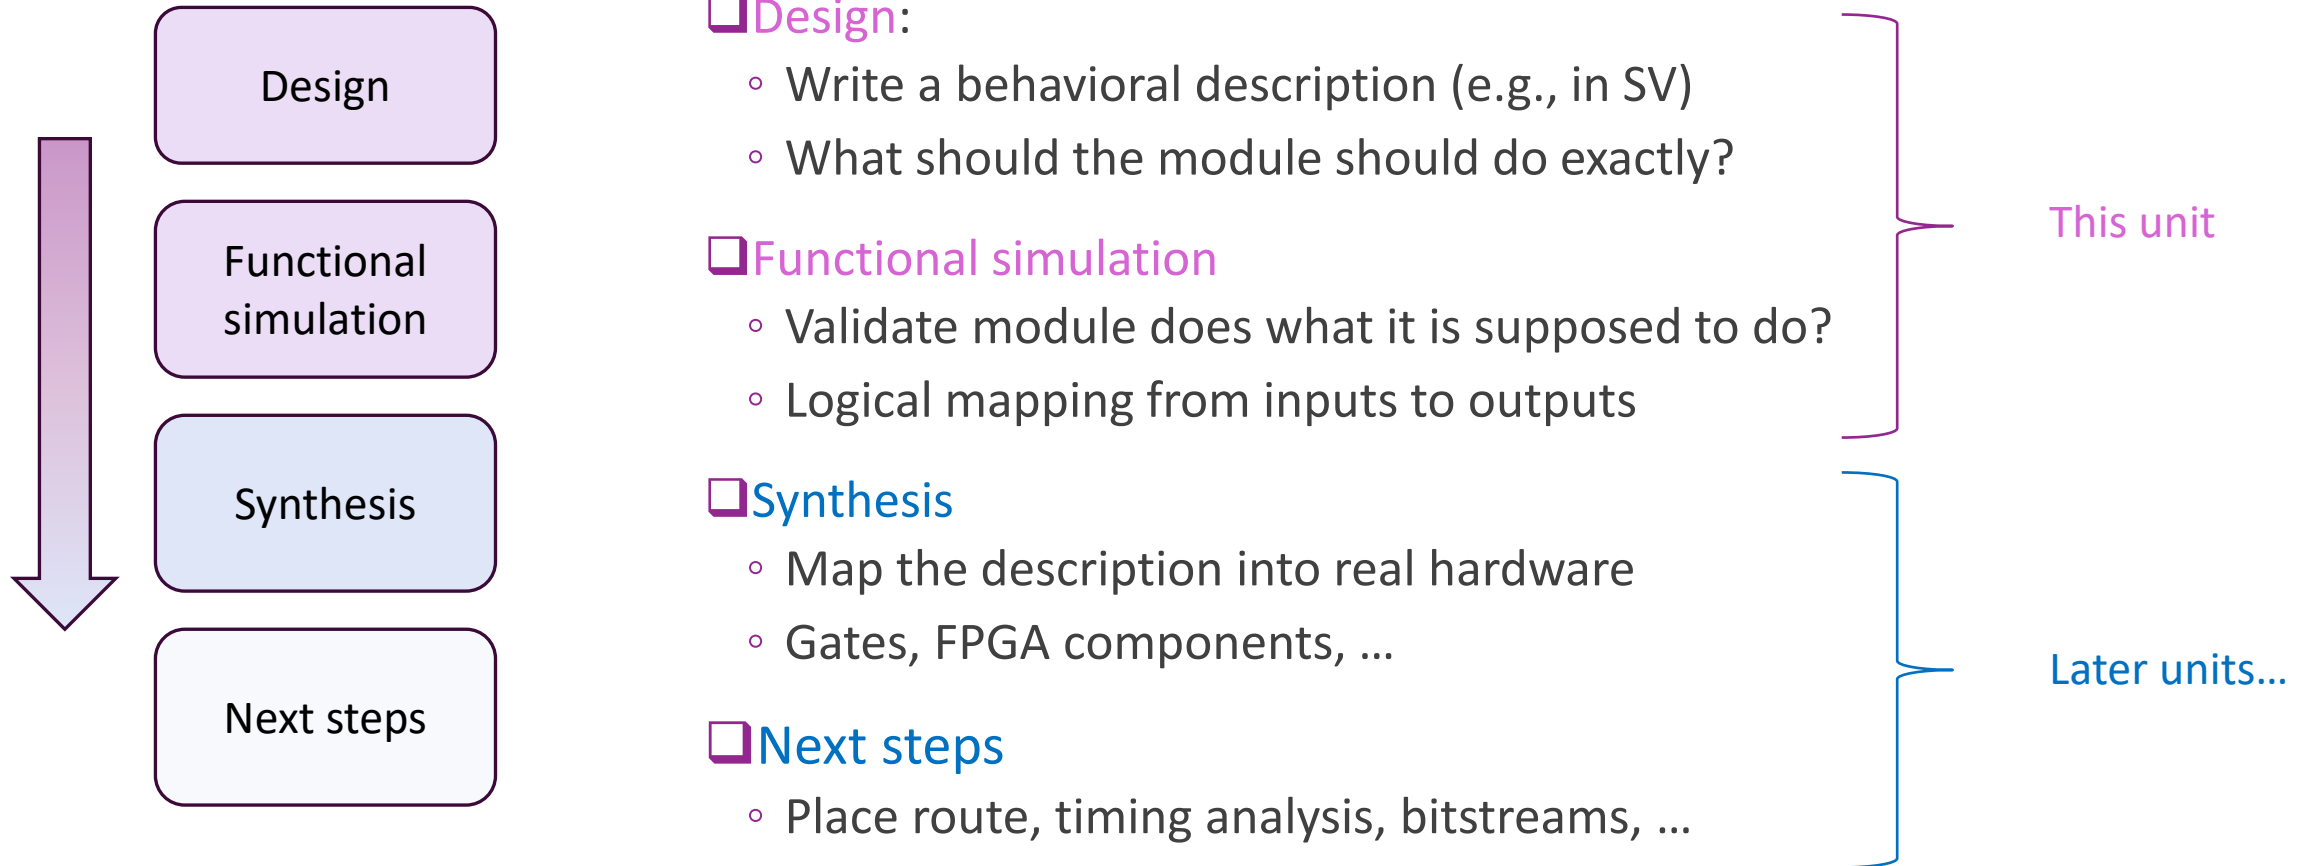 Design
Functional
simulation
Synthesis
Next steps
Design:
Write a behavioral description (e.g., in SV)
What should the module should do exactly?
Functional simulation
Validate module does what it is supposed to do?
Logical mapping from inputs to outputs
Synthesis
Map the description into real hardware
Gates, FPGA components, …
Next steps
Place route, timing analysis, bitstreams, …
This unit
Later units…